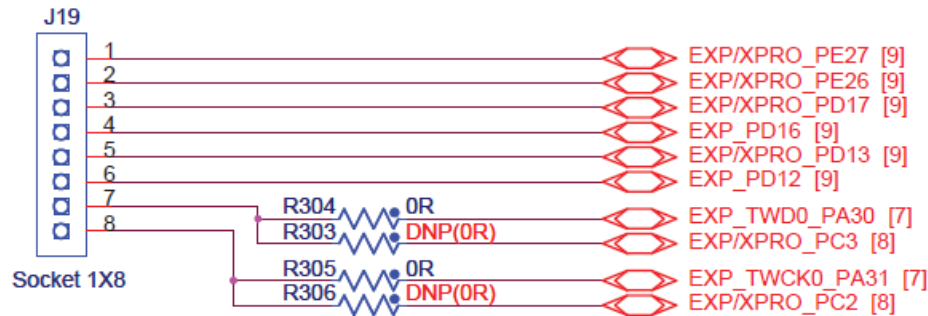 J19
1 EXP/XPRO_PE27 [9]
2 EXP/XPRO_PE26 [9]
3 EXP/XPRO_PD17 [9]
4 EXP_PD16 [9]
5 EXP/XPRO_PD13 [9]
6 EXP_PD12 [9]
7 R304 0R EXP_TWD0_PA30 [7]
R303 DNP(0R) EXP/XPRO_PC3 [8]
8 R305 0R EXP_TWCK0_PA31 [7]
R306 DNP(0R) EXP/XPRO_PC2 [8]
Socket 1X8